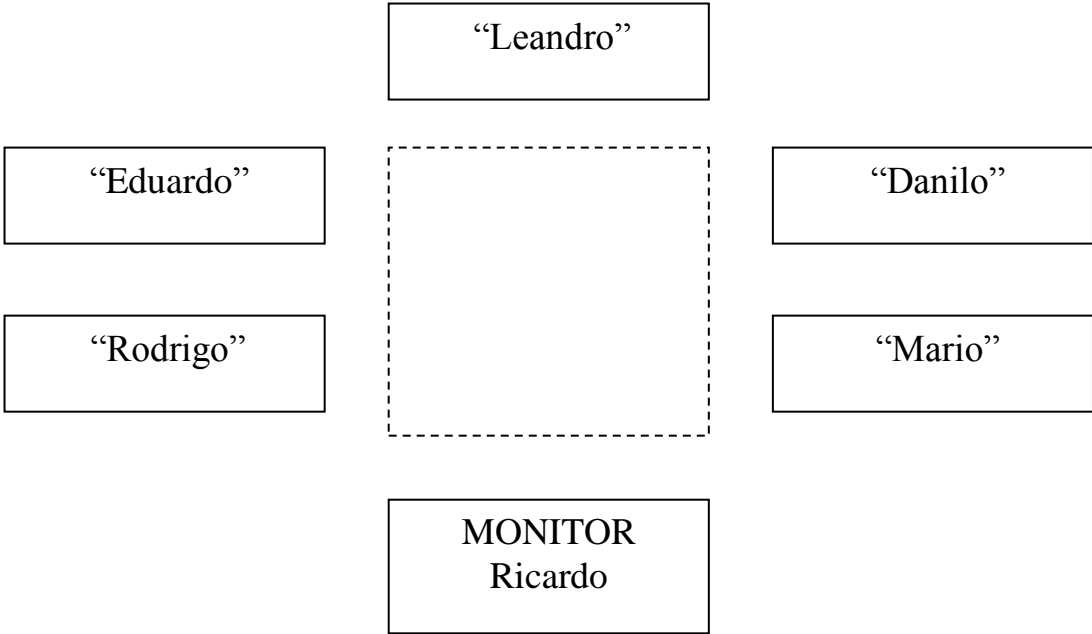 “Leandro”
“Eduardo”
“Danilo”
“Rodrigo”
“Mario”
MONITOR
Ricardo